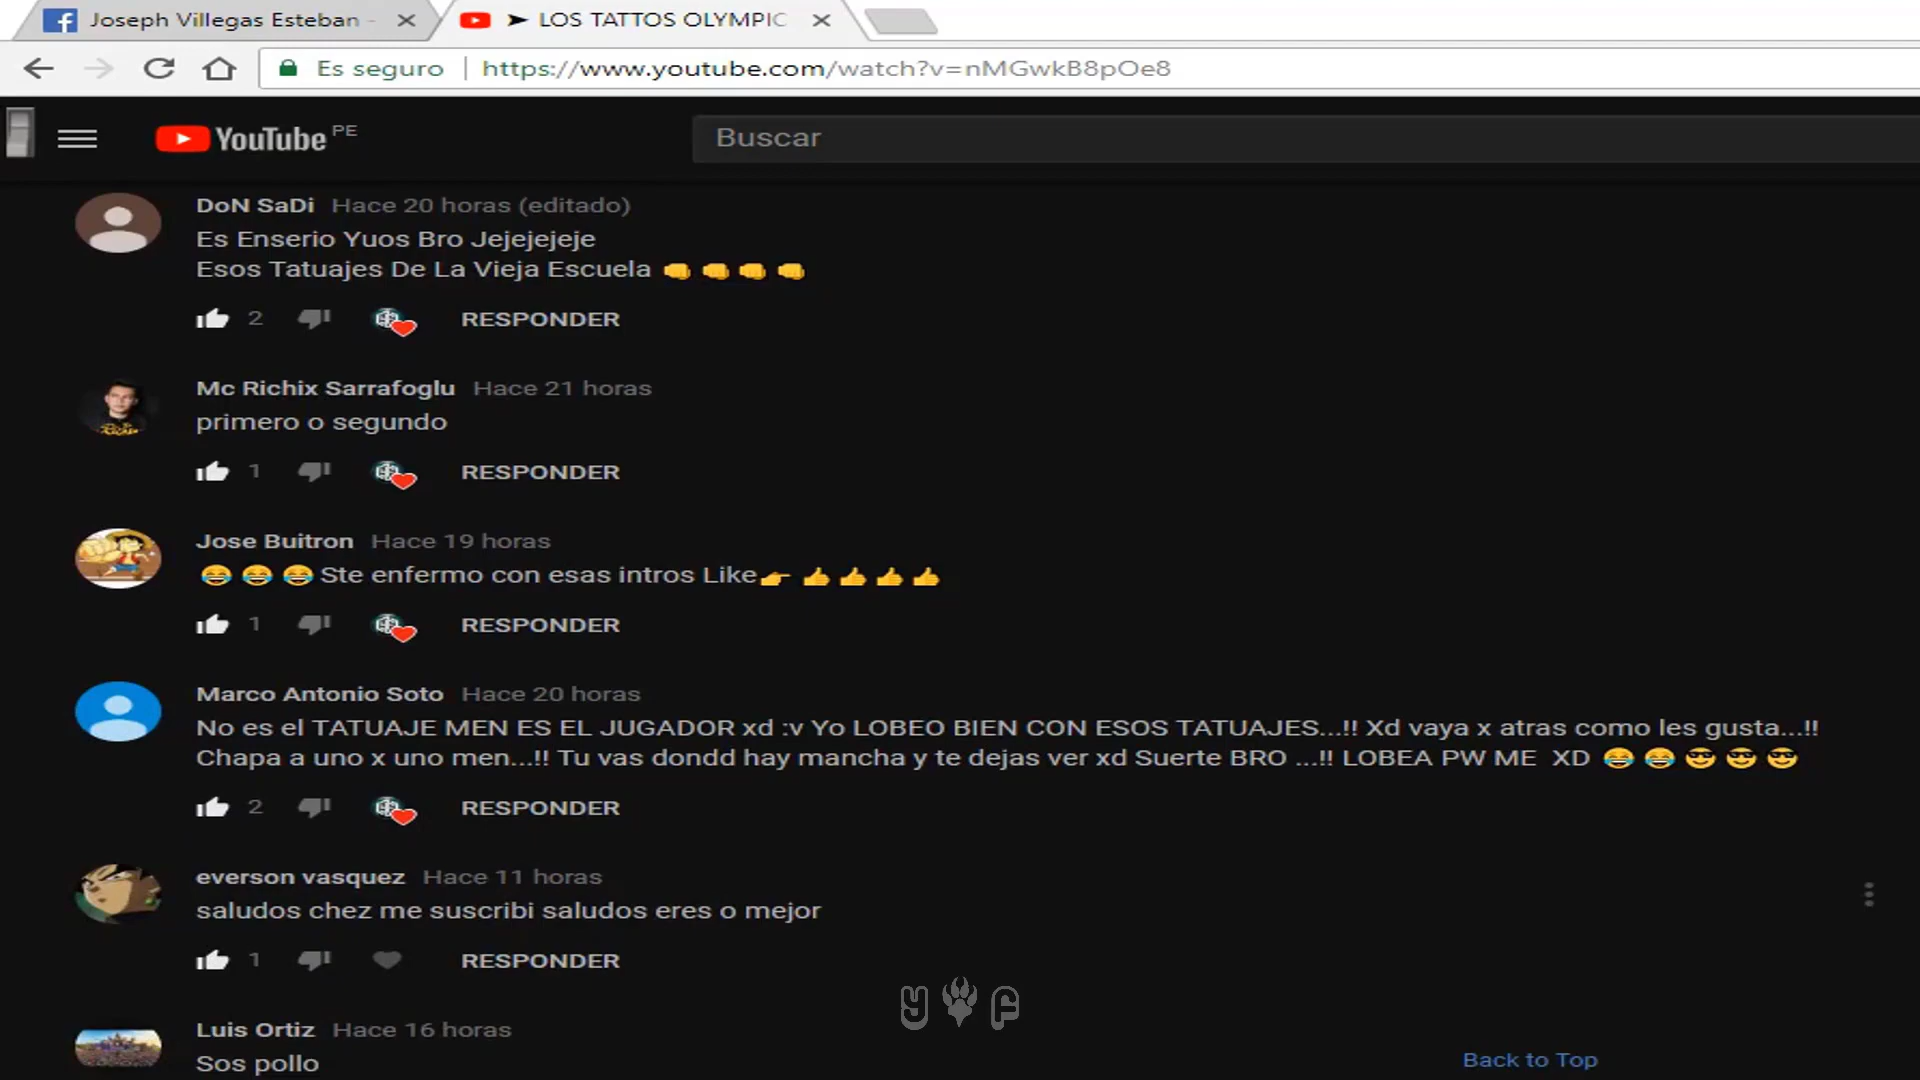 Joseph Villegas Esteban -
➤ LOS TATTOS OLYMPIC
Es seguro | https://www.youtube.com/watch?v=nMGwkB8pOe8
YouTube PE
Buscar
DoN SaDi Hace 20 horas (editado)
Es Enserio Yuos Bro Jejejejeje
Esos Tatuajes De La Vieja Escuela 👊 👊 👊 👊
2 RESPONDER
Mc Richix Sarrafoglu Hace 21 horas
primero o segundo
1 RESPONDER
Jose Buitron Hace 19 horas
😂 😂 😂 Ste enfermo con esas intros Like👉 👍 👍 👍 👍
1 RESPONDER
Marco Antonio Soto Hace 20 horas
No es el TATUAJE MEN ES EL JUGADOR xd :v Yo LOBEO BIEN CON ESOS TATUAJES...!! Xd vaya x atras como les gusta...!!
Chapa a uno x uno men...!! Tu vas dondd hay mancha y te dejas ver xd Suerte BRO ...!! LOBEA PW ME XD 😂 😂 😎 😎 😎
2 RESPONDER
everson vasquez Hace 11 horas
saludos chez me suscribi saludos eres o mejor
1 RESPONDER
y f
Luis Ortiz Hace 16 horas
Sos pollo
Back to Top